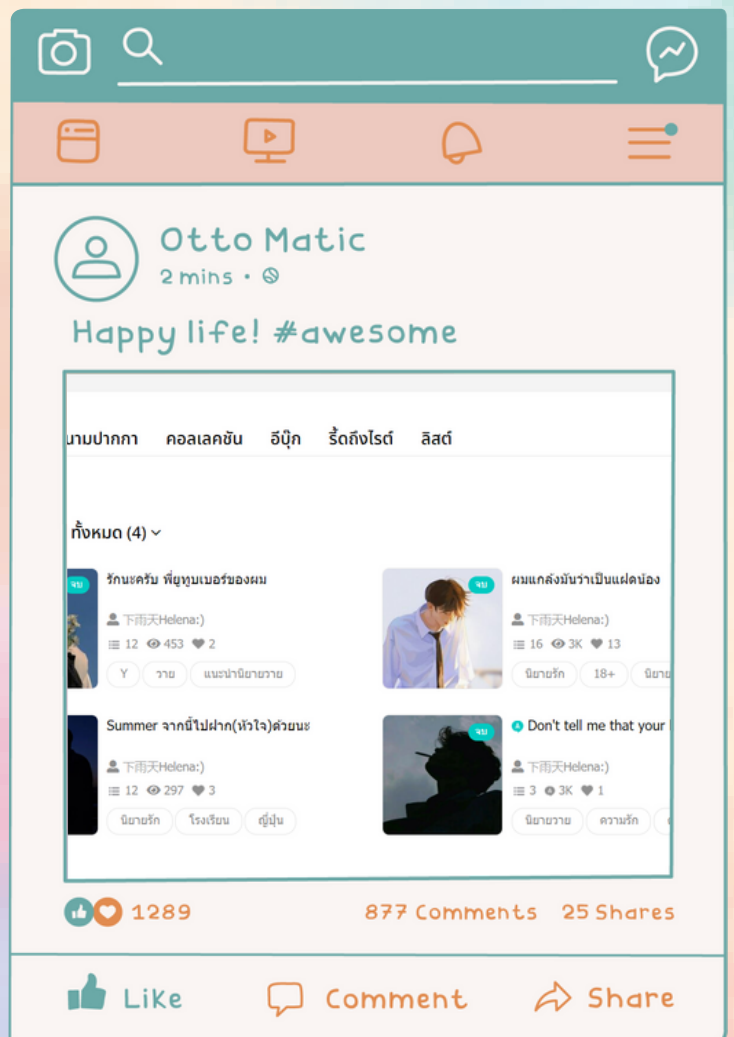 Otto Matic
2 mins •
Happy life! #awesome
นามปากกา คอลเลคชัน อีบุ๊ก รี้ดถึงไรต์ ลิสต์
ทั้งหมด (4)
จบ
รักนะครับ พี่ยูทูบเบอร์ของผม
下雨天Helena:)
12 453 2
Y วาย แนะนำนิยายวาย
จบ
ผมแกล้งมันว่าเป็นแฝดน้อง
下雨天Helena:)
16 3K 13
นิยายรัก 18+ นิยาย
Summer จากนี้ไปฝาก(หัวใจ)ด้วยนะ
下雨天Helena:)
12 297 3
นิยายรัก โรงเรียน ญี่ปุ่น
จบ
Don't tell me that your
下雨天Helena:)
3 3K 1
นิยายวาย ความรัก
1289 877 Comments 25 Shares
Like Comment Share